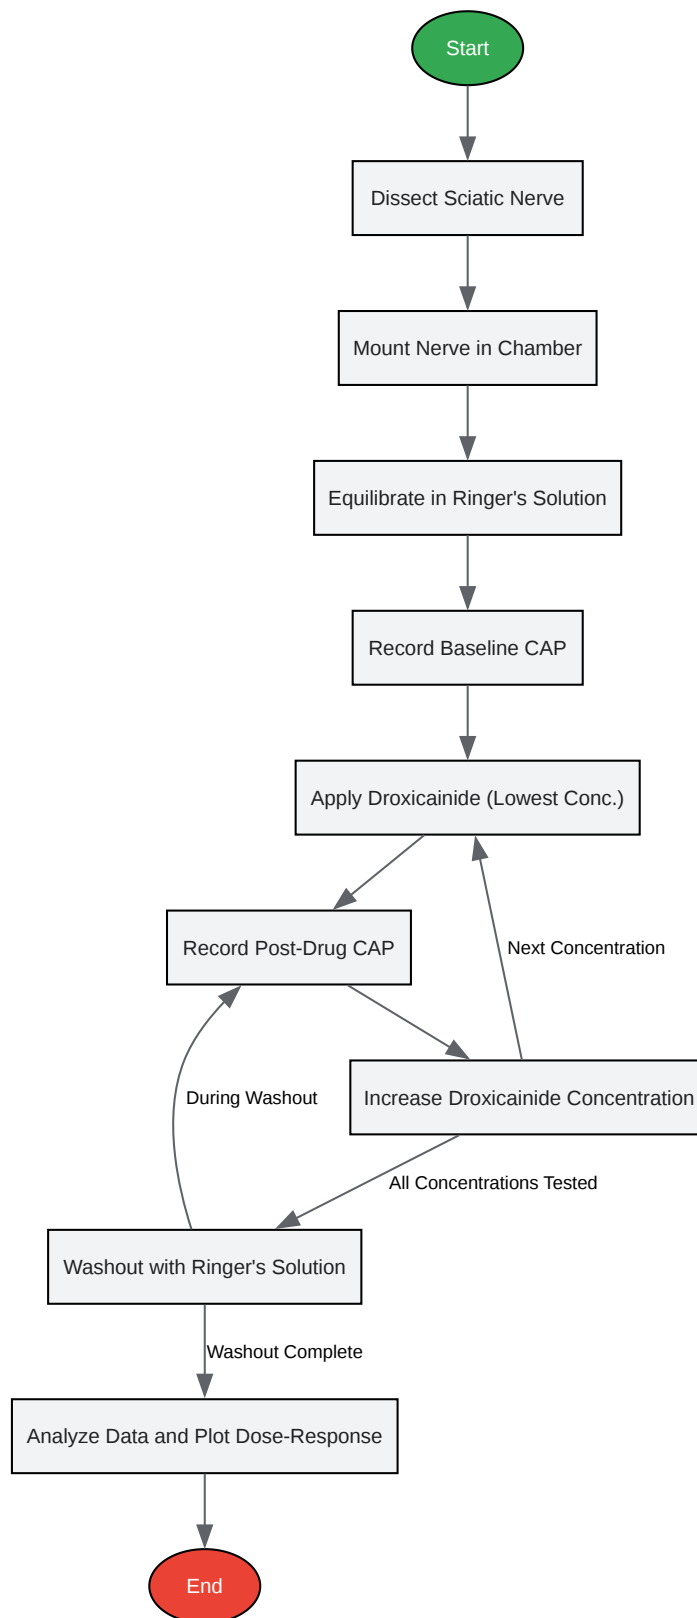 Start
Dissect Sciatic Nerve
Mount Nerve in Chamber
Equilibrate in Ringer's Solution
Record Baseline CAP
Apply Droxicainide (Lowest Conc.)
Record Post-Drug CAP
Next Concentration
During Washout
Increase Droxicainide Concentration
All Concentrations Tested
Washout with Ringer's Solution
Washout Complete
Analyze Data and Plot Dose-Response
End